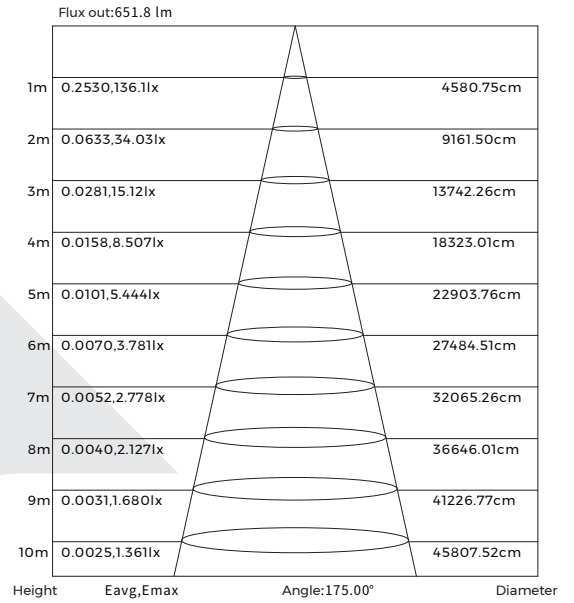 Flux out:651.8 lm
1m 0.2530,136.1lx 4580.75cm
2m 0.0633,34.03lx 9161.50cm
3m 0.0281,15.12lx 13742.26cm
4m 0.0158,8.507lx 18323.01cm
5m 0.0101,5.444lx 22903.76cm
6m 0.0070,3.781lx 27484.51cm
7m 0.0052,2.778lx 32065.26cm
8m 0.0040,2.127lx 36646.01cm
9m 0.0031,1.680lx 41226.77cm
10m 0.0025,1.361lx 45807.52cm
Height Eavg,Emax Angle:175.00° Diameter